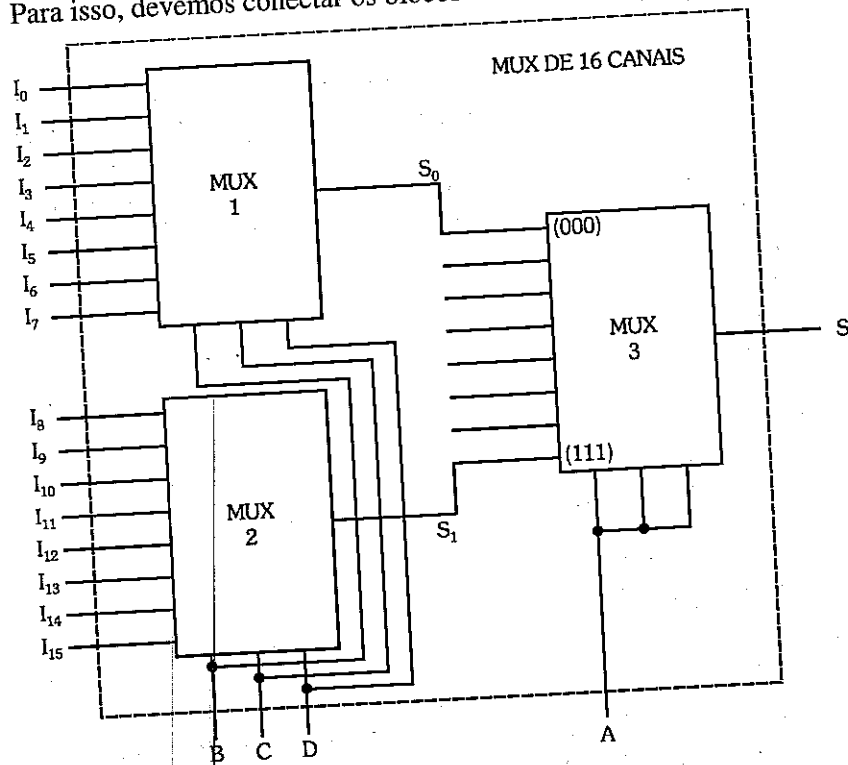 Para isso, devemos conectar os
MUX DE 16 CANAIS
I₀
I₁
I₂
I₃
I₄
I₅
I₆
I₇
MUX
1
S₀
(000)
MUX
3
(111)
S
I₈
I₉
I₁₀
I₁₁
I₁₂
I₁₃
I₁₄
I₁₅
MUX
2
S₁
B
C
D
A